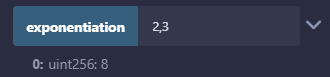 exponentiation 2,3
0: uint256: 8